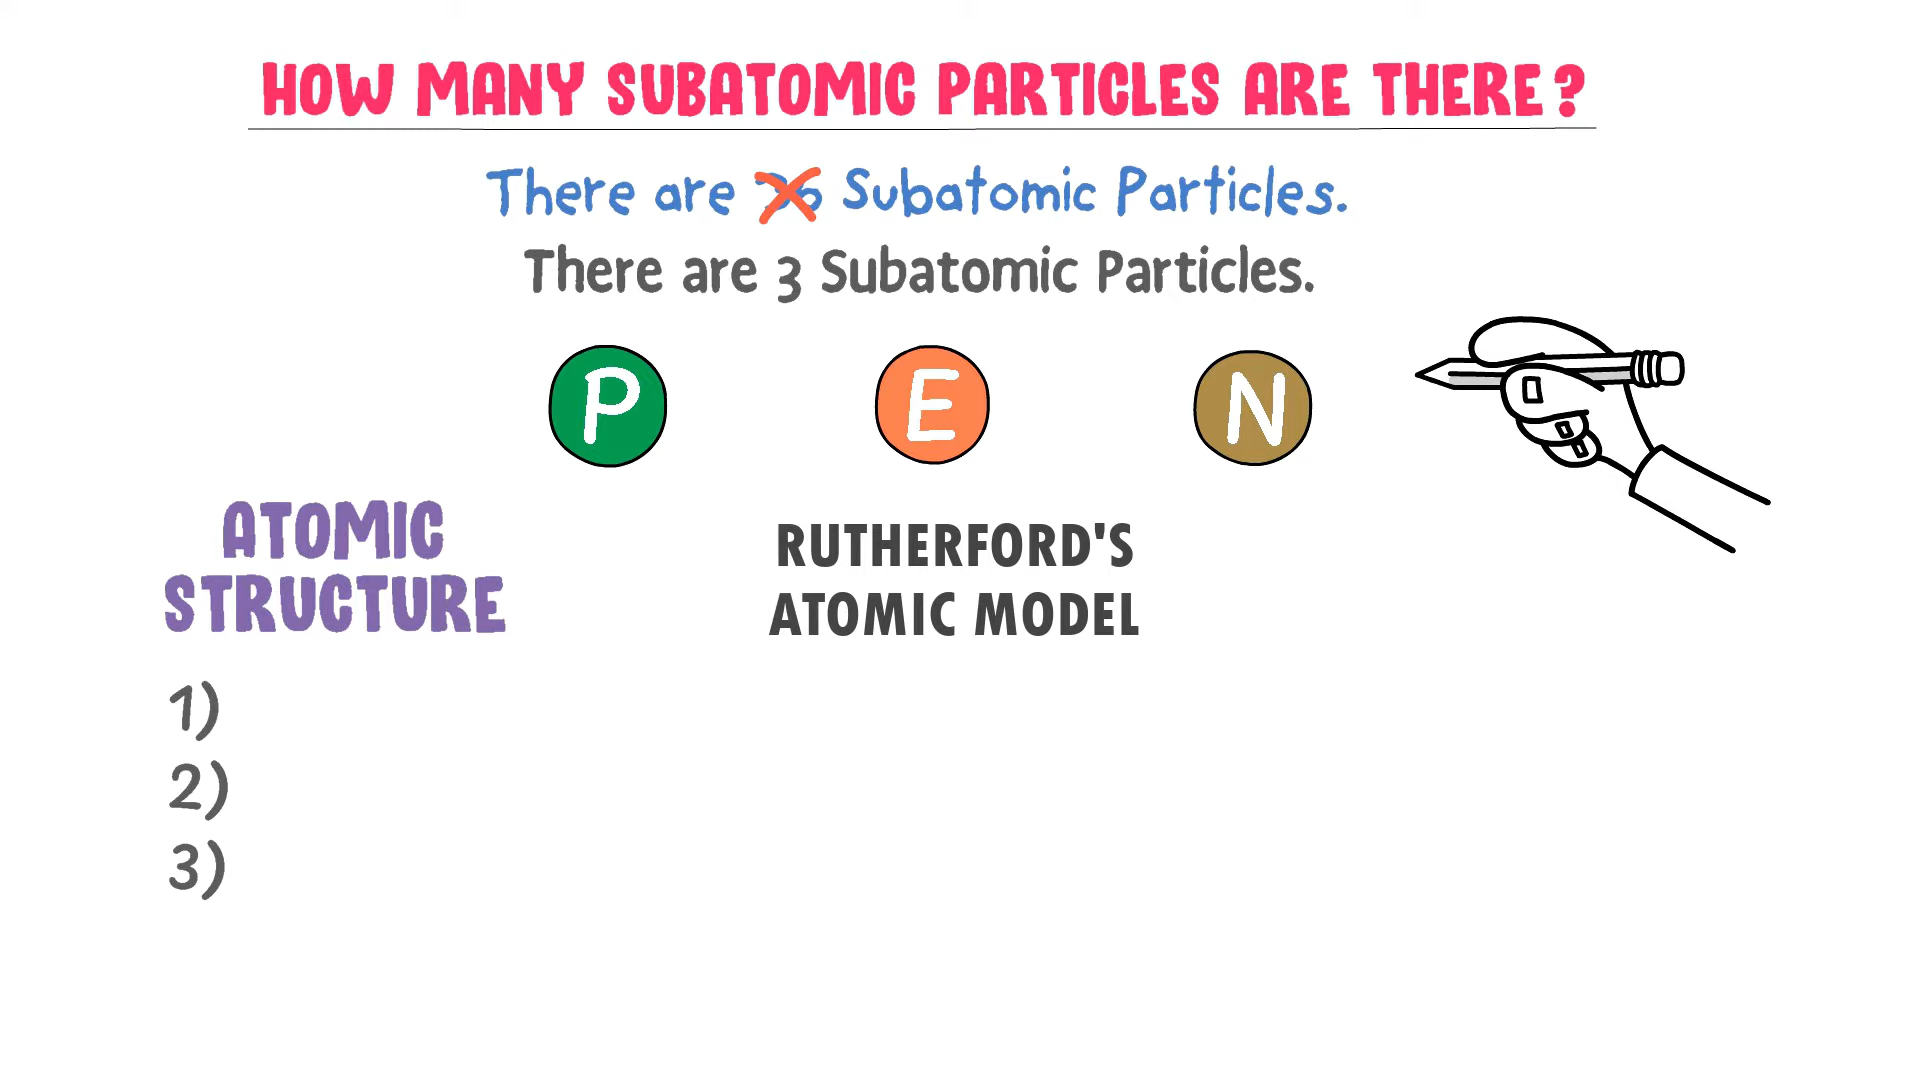 HOW MANY SUBATOMIC PARTICLES ARE THERE?
There are 36 Subatomic Particles.
There are 3 Subatomic Particles.
P E N
ATOMIC
STRUCTURE
RUTHERFORD'S
ATOMIC MODEL
1)
2)
3)